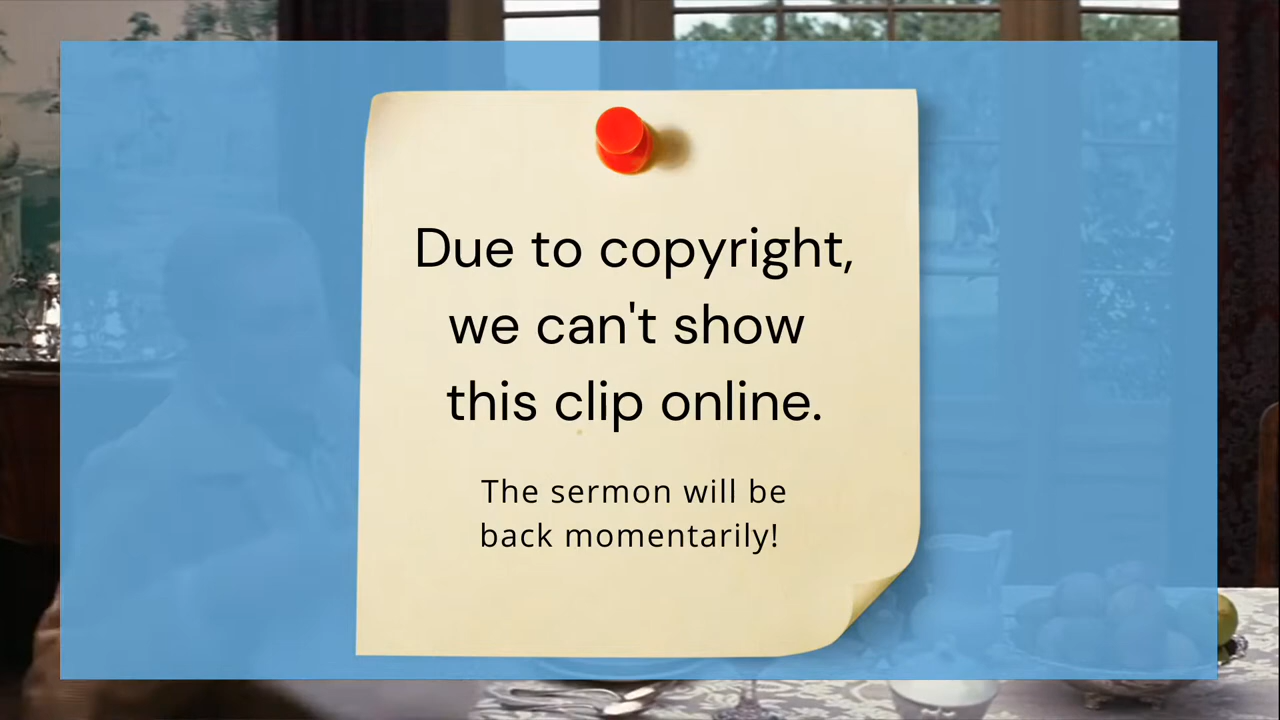 Due to copyright,
we can't show
this clip online.
The sermon will be
back momentarily!